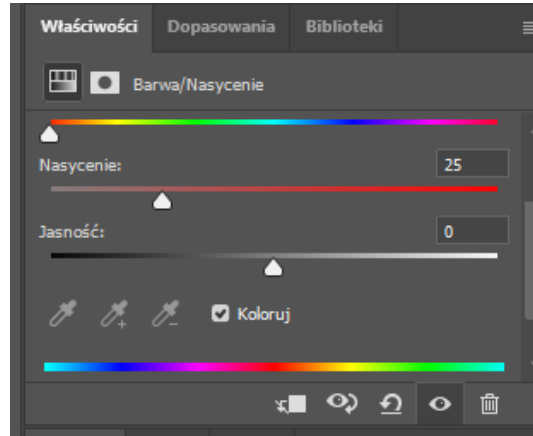 Właściwości Dopasowania Biblioteki
Barwa/Nasycenie
Nasycenie: 25
Jasność: 0
Koloruj